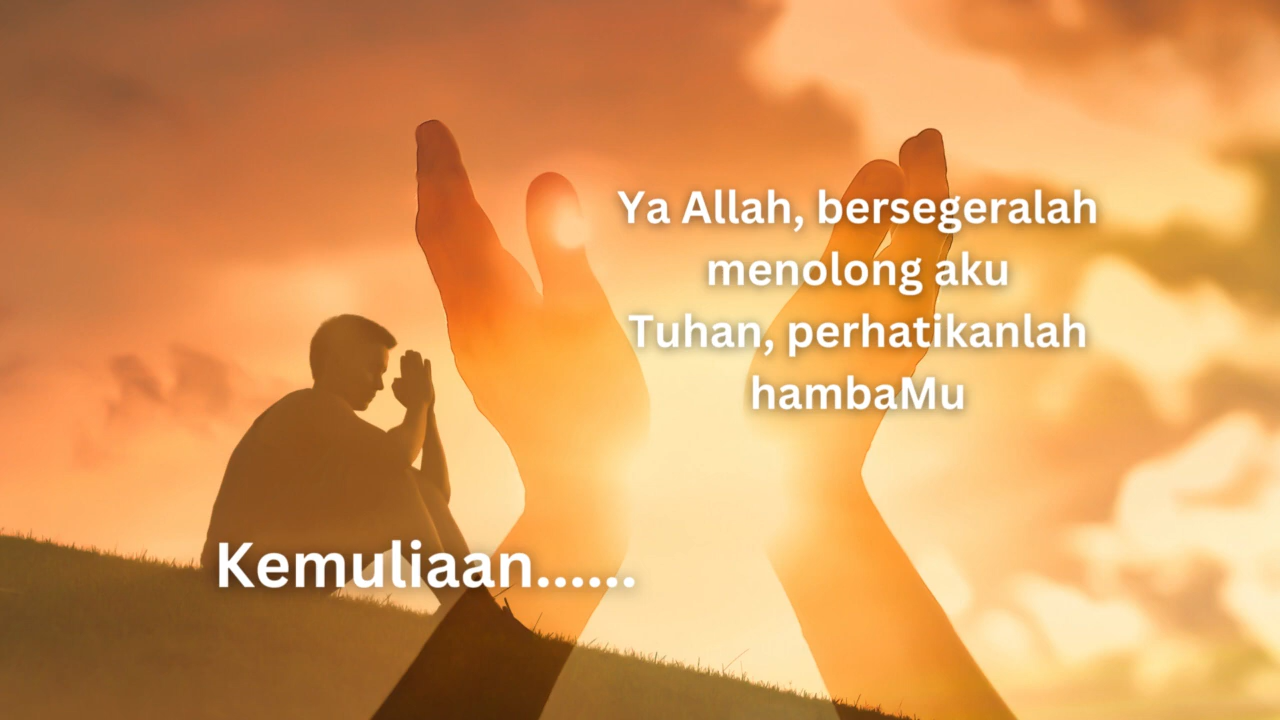 Ya Allah, bersegeralah
menolong aku
Tuhan, perhatikanlah
hambaMu
Kemuliaan......